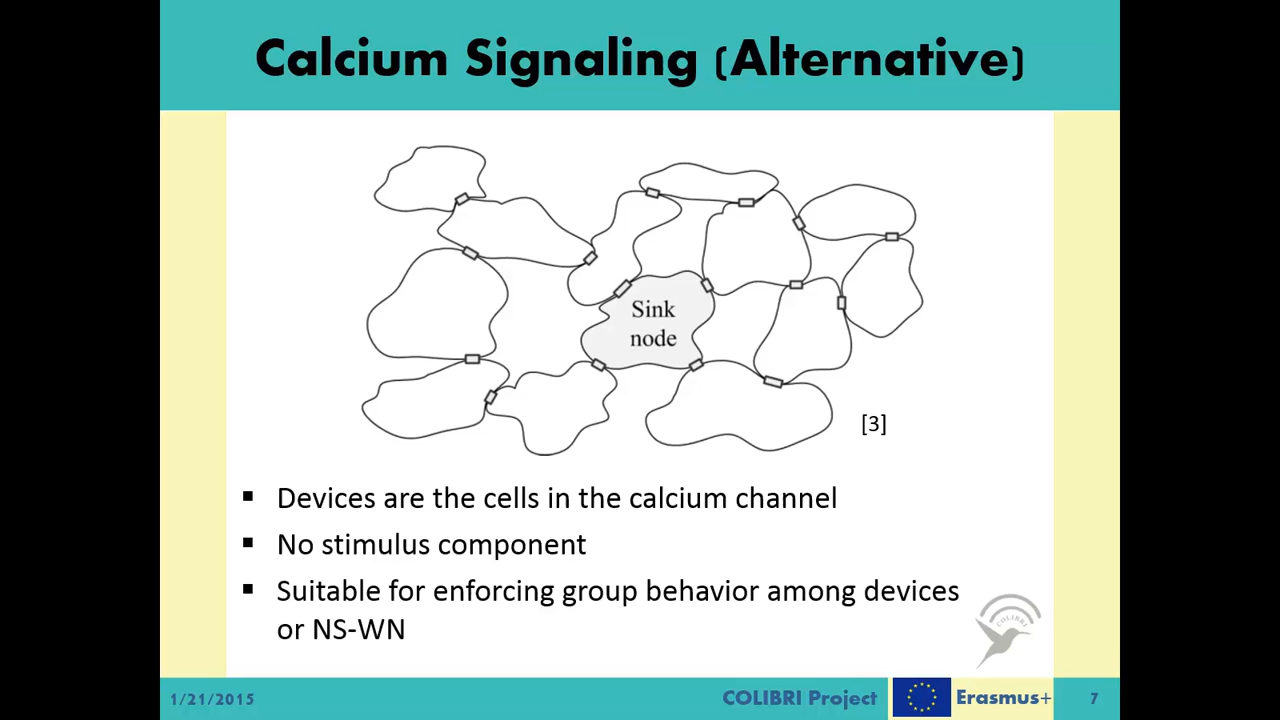 Calcium Signaling (Alternative)
Sink
node
[3]
▪ Devices are the cells in the calcium channel
▪ No stimulus component
▪ Suitable for enforcing group behavior among devices
or NS-WN
COLIBRI
1/21/2015
COLIBRI Project
Erasmus+
7